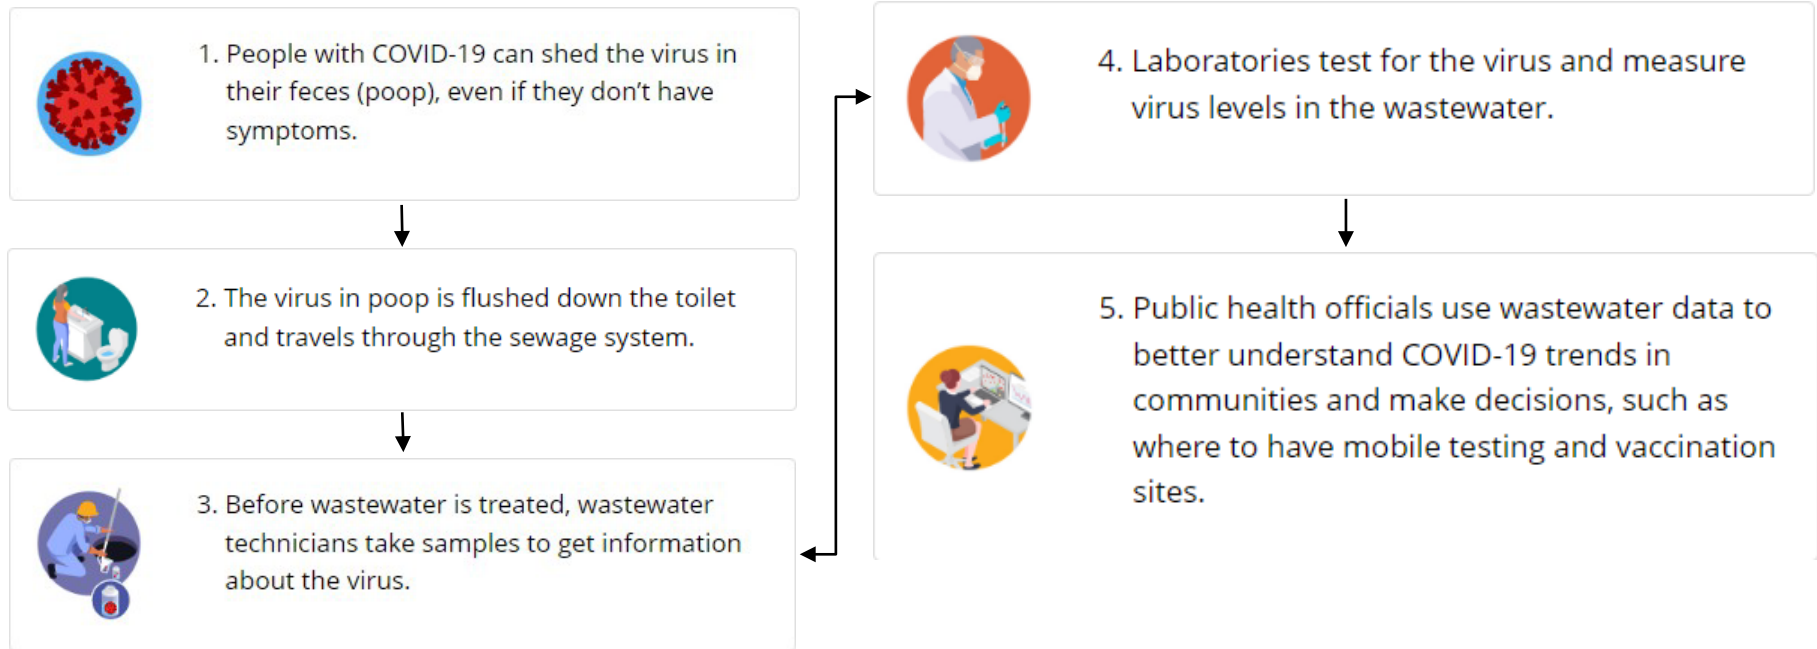 1. People with COVID-19 can shed the virus in
their feces (poop), even if they don’t have
symptoms.
2. The virus in poop is flushed down the toilet
and travels through the sewage system.
3. Before wastewater is treated, wastewater
technicians take samples to get information
about the virus.
4. Laboratories test for the virus and measure
virus levels in the wastewater.
5. Public health officials use wastewater data to
better understand COVID-19 trends in
communities and make decisions, such as
where to have mobile testing and vaccination
sites.